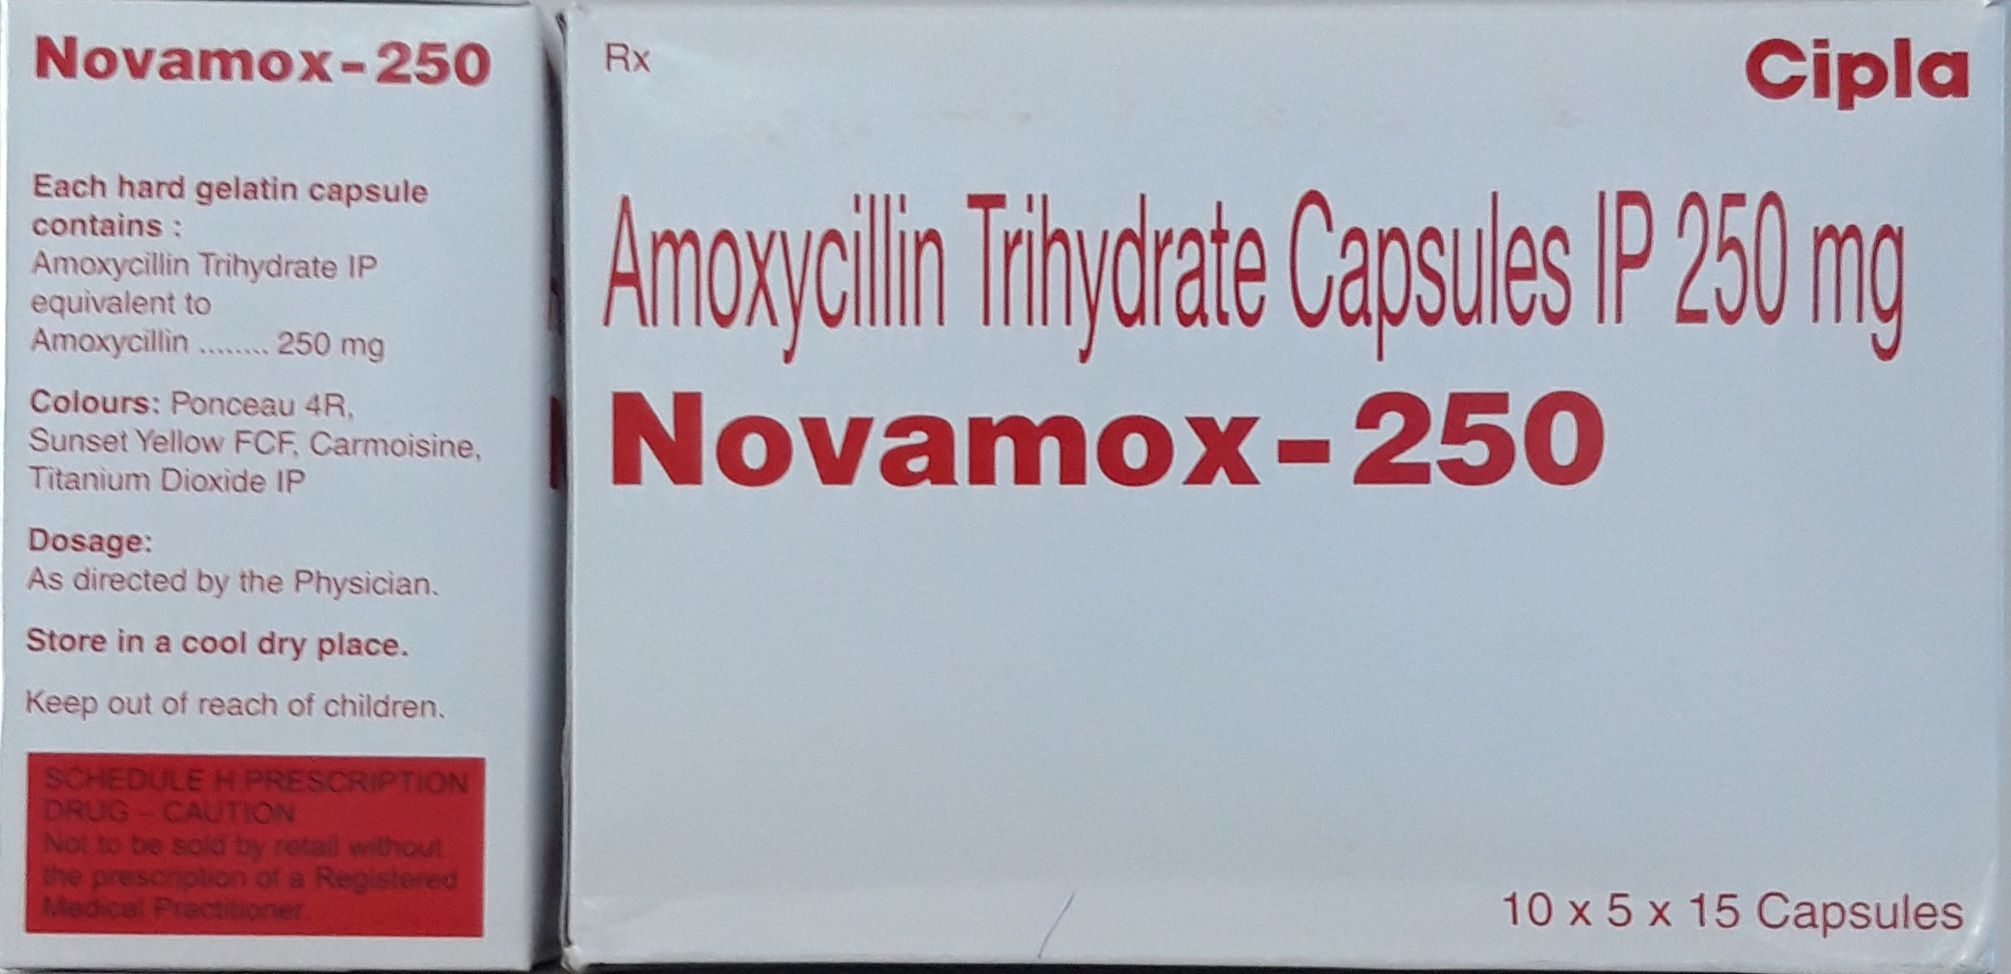 Novamox-250
Each hard gelatin capsule
contains :
Amoxycillin Trihydrate IP
equivalent to
Amoxycillin ........ 250 mg
Colours: Ponceau 4R,
Sunset Yellow FCF, Carmoisine,
Titanium Dioxide IP
Dosage:
As directed by the Physician.
Store in a cool dry place.
Keep out of reach of children.
SCHEDULE H PRESCRIPTION
DRUG – CAUTION
Not to be sold by retail without
the prescription of a Registered
Medical Practitioner.
Rx
Cipla
Amoxycillin Trihydrate Capsules IP 250 mg
Novamox-250
10 x 5 x 15 Capsules